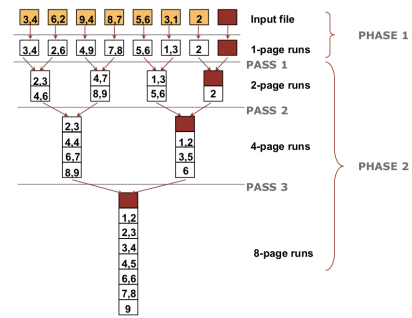 3,4 6,2 9,4 8,7 5,6 3,1 2 Input file
PHASE 1
3,4 2,6 4,9 7,8 5,6 1,3 2 1-page runs
PASS 1
2,3 4,7 1,3
4,6 8,9 5,6 2 2-page runs
PASS 2
2,3
4,4 1,2 4-page runs
6,7 3,5
8,9 6
PHASE 2
PASS 3
1,2
2,3
3,4
4,5 8-page runs
6,6
7,8
9